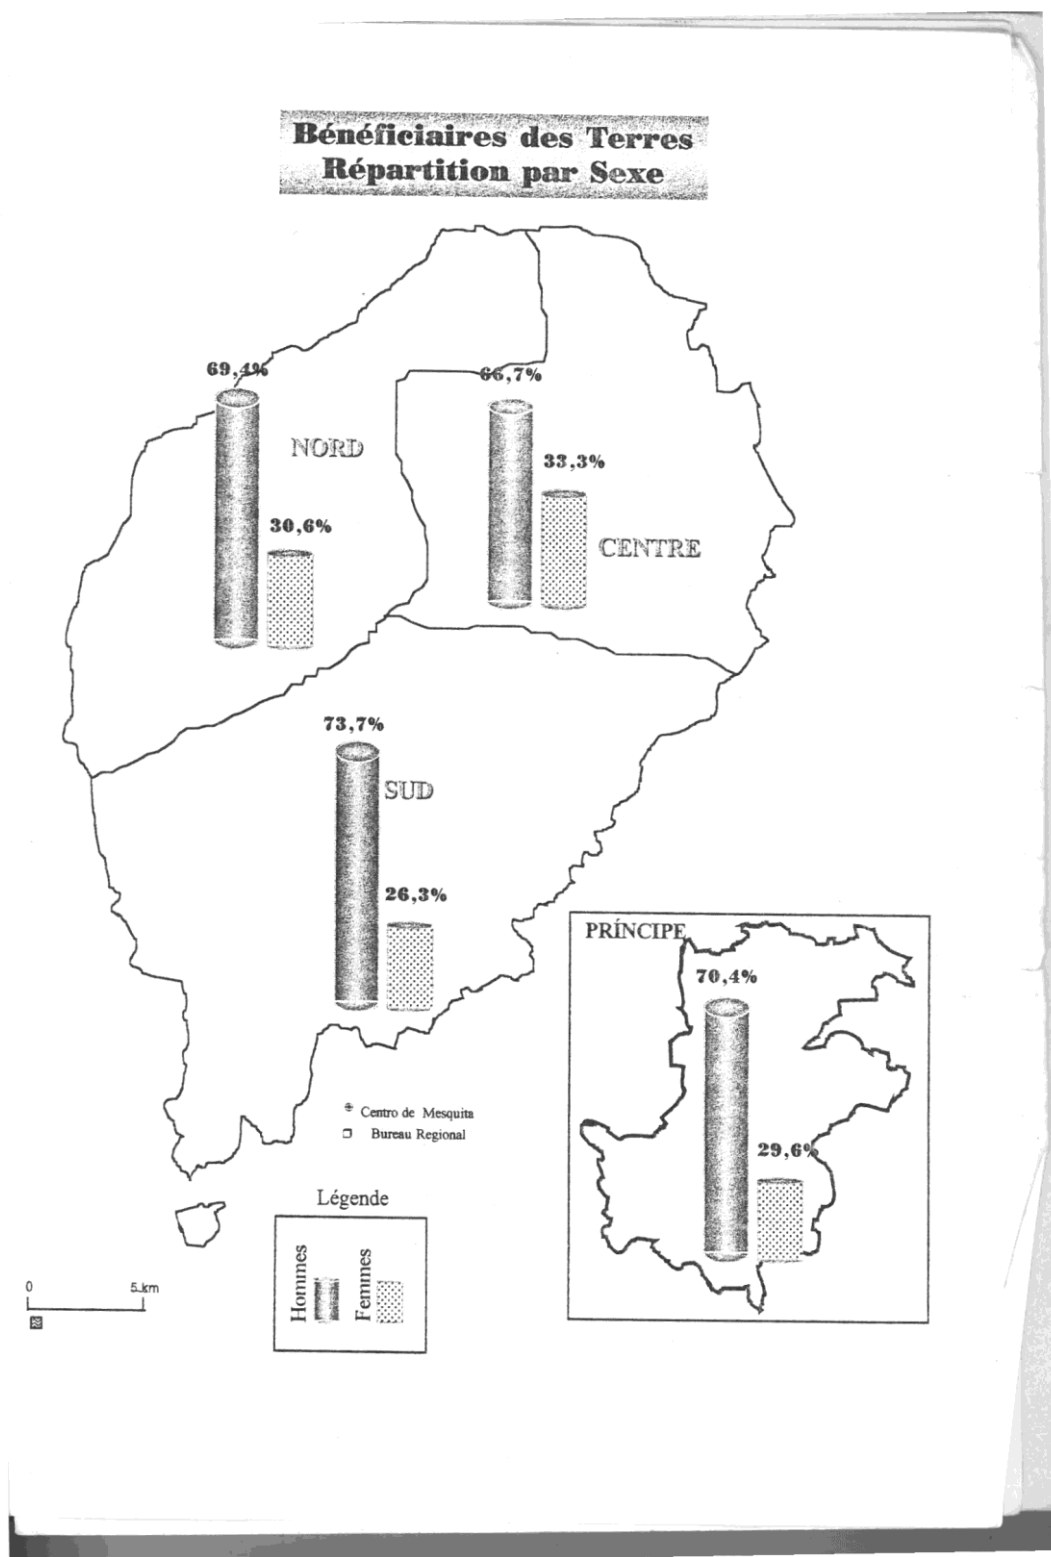 Bénéficiaires des Terres
Répartition par Sexe
69,4%
66,7%
NORD
33,3%
30,6%
CENTRE
73,7%
SUD
26,3%
PRÍNCIPE
70,4%
29,6%
Centro de Mesquita
Bureau Regional
Légende
Hommes
Femmes
0 5 km